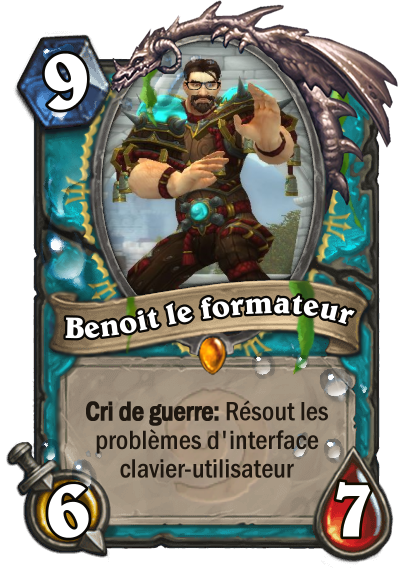 9
Benoit le formateur
Cri de guerre: Résout les
problèmes d'interface
clavier-utilisateur
6
7